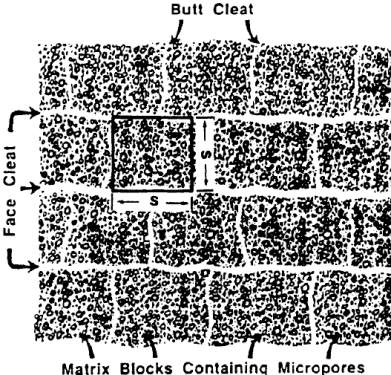 Butt Cleat
Face Cleat
S
S
Matrix Blocks Containing Micropores